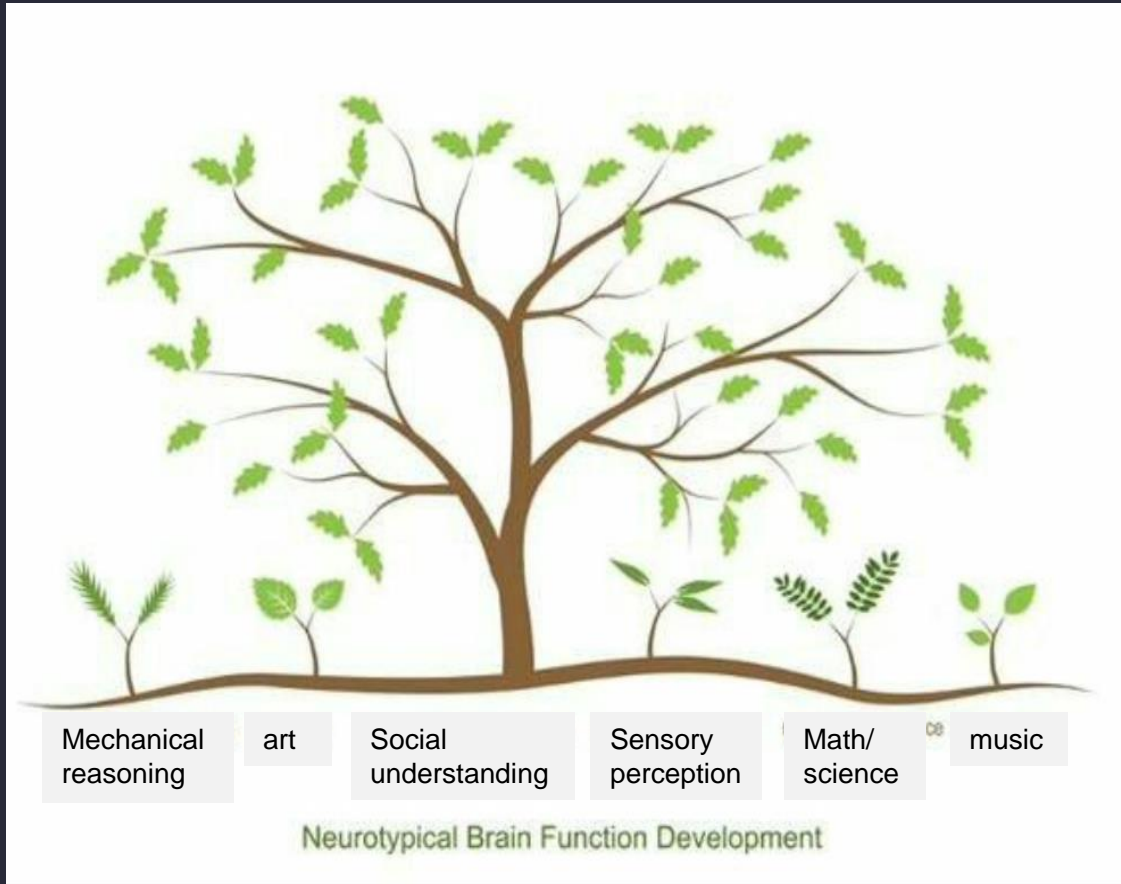 Mechanical
reasoning
art
Social
understanding
Sensory
perception
Math/
science
music
Neurotypical Brain Function Development